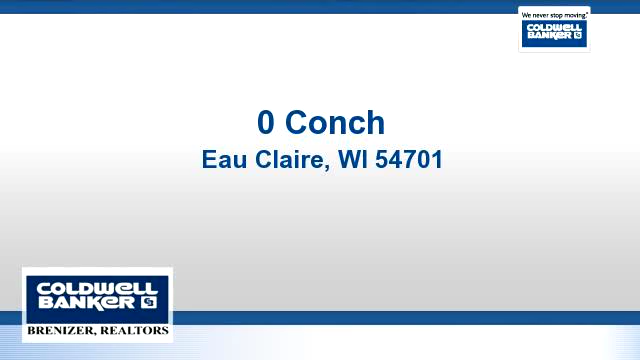 We never stop moving.®
COLDWELL
BANKER
0 Conch
Eau Claire, WI 54701
COLDWELL
BANKER
BRENIZER, REALTORS